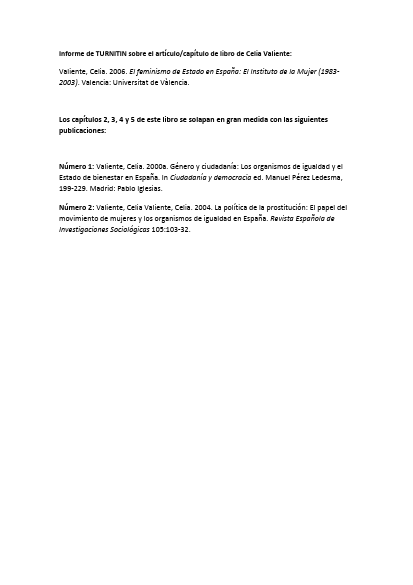 Informe de TURNITIN sobre el artículo/capítulo de libro de Celia Valiente:
Valiente, Celia. 2006. El feminismo de Estado en España: El Instituto de la Mujer (1983-
2003). Valencia: Universitat de València.
Los capítulos 2, 3, 4 y 5 de este libro se solapan en gran medida con las siguientes
publicaciones:
Número 1: Valiente, Celia. 2000a. Género y ciudadanía: Los organismos de igualdad y el
Estado de bienestar en España. In Ciudadanía y democracia ed. Manuel Pérez Ledesma,
199-229. Madrid: Pablo Iglesias.
Número 2: Valiente, Celia Valiente, Celia. 2004. La política de la prostitución: El papel del
movimiento de mujeres y los organismos de igualdad en España. Revista Española de
Investigaciones Sociológicas 105:103-32.